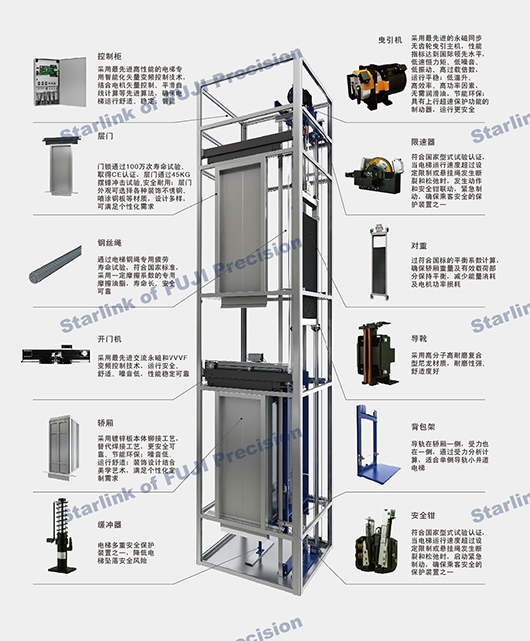 控制柜
采用最先进高性能的电梯专
用智能化矢量变频控制技术,
结合电机矢量控制、平滑曲
线计算等先进算法, 确保电
梯运行舒适、稳定、智能
层门
门锁通过100万次寿命试验,
取得CE认证, 层门通过45KG
摆锤冲击试验,安全耐用; 层门
外观可选择各种装饰不锈钢、
喷涂钢板等材质, 设计多样,
可满足个性化需求
钢丝绳
通过电梯钢绳专用疲劳
寿命试验, 符合国家标准,
采用一定摩擦系数的专用
摩擦油脂, 寿命长, 安全
可靠
开门机
采用最先进交流永磁和VVVF
变频控制技术, 运行安全、
舒适、噪音低、性能稳定可靠
轿厢
采用镀锌板本体铆接工艺,
替代焊接工艺, 更安全可
靠、节能环保; 噪音低、
运行舒适; 装饰设计结合
美学艺术, 满足个性化定
制需求
缓冲器
电梯多重安全保护
装置之一, 降低电
梯坠落安全风险
曳引机
采用最先进的永磁同步
无齿轮曳引主机, 性能
指标达到国际领先水平,
低速恒力矩、低噪音、
低振动、高过载倍数,
运行平稳; 低温升、
高效率、高功率因素、
无需润滑油, 节能环保;
具有上行超速保护功能的
制动器, 运行更安全
限速器
符合国家型式试验认证,
当电梯运行速度超过设
定限制或悬挂绳发生断
裂和松弛时, 发生动作
和安全钳联动, 紧急制
动, 确保乘客安全的保
护装置之一
对重
过符合国标的平衡系数计算,
确保轿厢重量及有效载荷部
分保持平衡, 减少能量消耗
及电机功率损耗
导靴
采用高分子高耐磨复合
型尼龙材质, 耐磨性强、
舒适度好
背包架
导轨在轿厢一侧, 受力也
在一侧, 通过受力分析计
算, 适合单侧导轨小井道
电梯
安全钳
符合国家型式试验认证,
当电梯运行速度超过设
定限制或悬挂绳发生断
裂和松弛时, 启动紧急制
动, 确保乘客安全的保
护装置之一
Starlink of FUJI Precision
Starlink of FUJI Precision
Starlink of FUJI Precision
Starlink of FUJI Precision
Starlink
Starlink
Starlink